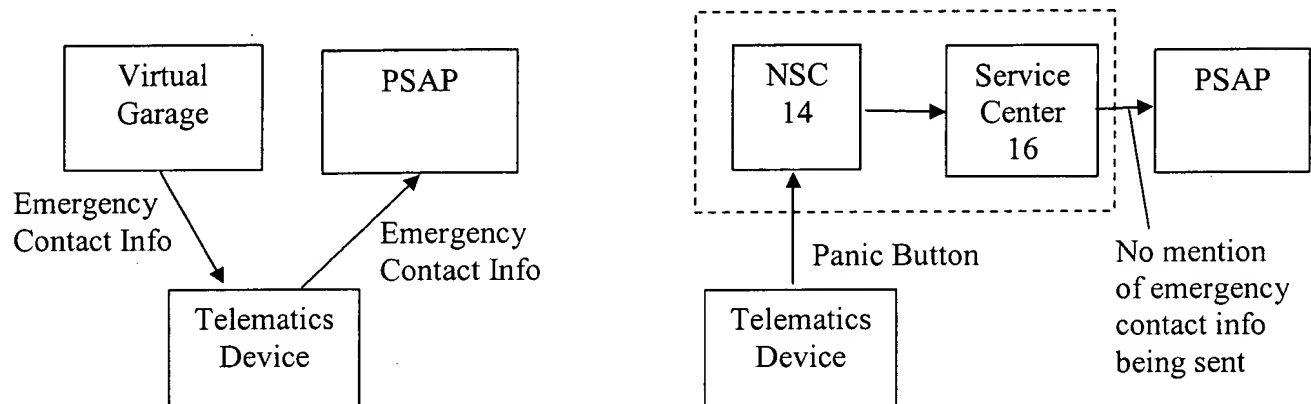 Virtual
Garage
PSAP
Emergency
Contact Info
Emergency
Contact Info
Telematics
Device
NSC
14
Service
Center
16
PSAP
Panic Button
No mention
of emergency
contact info
being sent
Telematics
Device